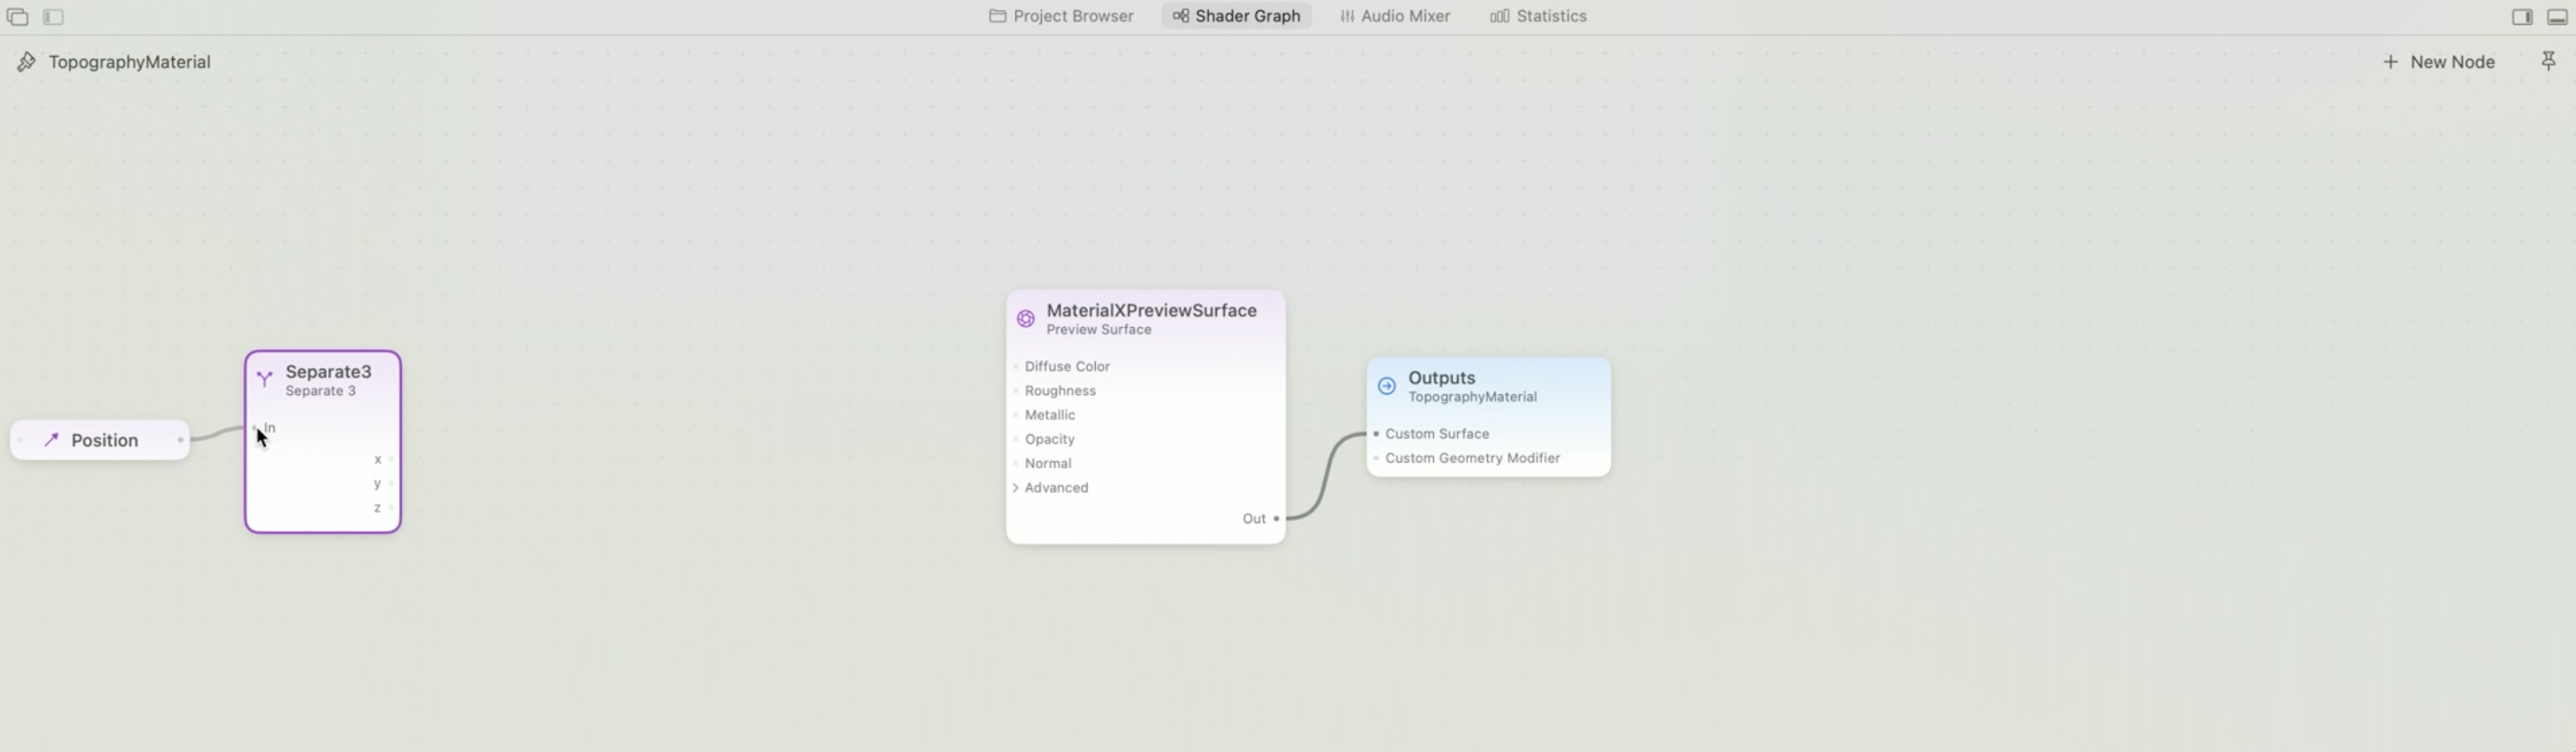 Project Browser
Shader Graph
Audio Mixer
Statistics
TopographyMaterial
New Node
Position
Separate3
Separate 3
In
x
y
z
MaterialXPreviewSurface
Preview Surface
Diffuse Color
Roughness
Metallic
Opacity
Normal
Advanced
Out
Outputs
TopographyMaterial
Custom Surface
Custom Geometry Modifier